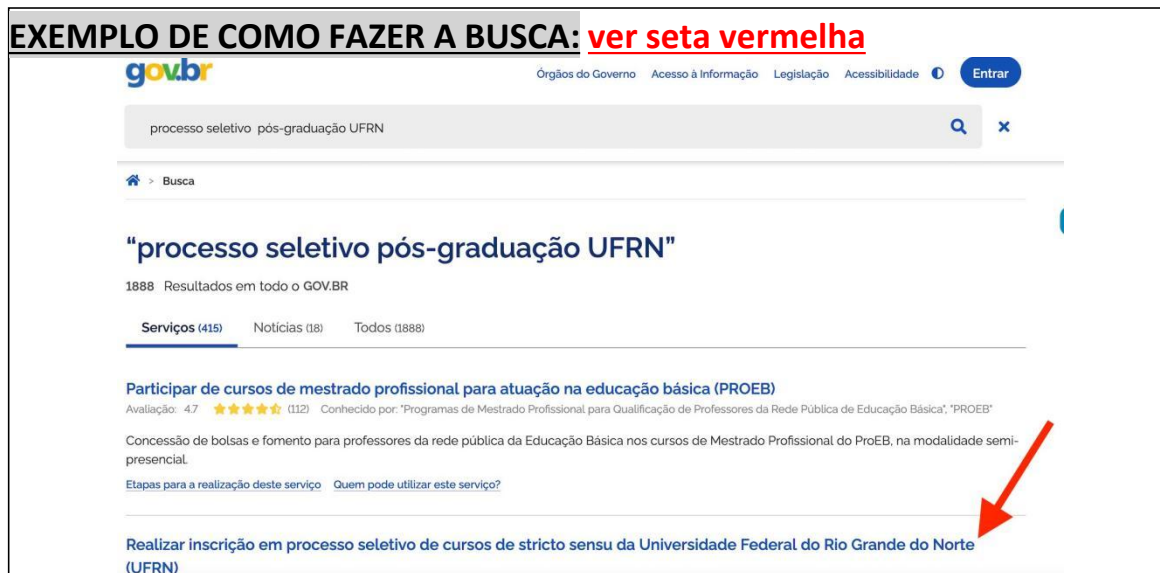 EXEMPLO DE COMO FAZER A BUSCA: ver seta vermelha
gov.br
Órgãos do Governo Acesso à Informação Legislação Acessibilidade Entrar
processo seletivo pós-graduação UFRN
> Busca
“processo seletivo pós-graduação UFRN”
1888 Resultados em todo o GOV.BR
Serviços (415) Notícias (18) Todos (1888)
Participar de cursos de mestrado profissional para atuação na educação básica (PROEB)
Avaliação: 4.7 (112) Conhecido por: "Programas de Mestrado Profissional para Qualificação de Professores da Rede Pública de Educação Básica", "PROEB"
Concessão de bolsas e fomento para professores da rede pública da Educação Básica nos cursos de Mestrado Profissional do ProEB, na modalidade semi-
presencial.
Etapas para a realização deste serviço Quem pode utilizar este serviço?
Realizar inscrição em processo seletivo de cursos de stricto sensu da Universidade Federal do Rio Grande do Norte
(UFRN)